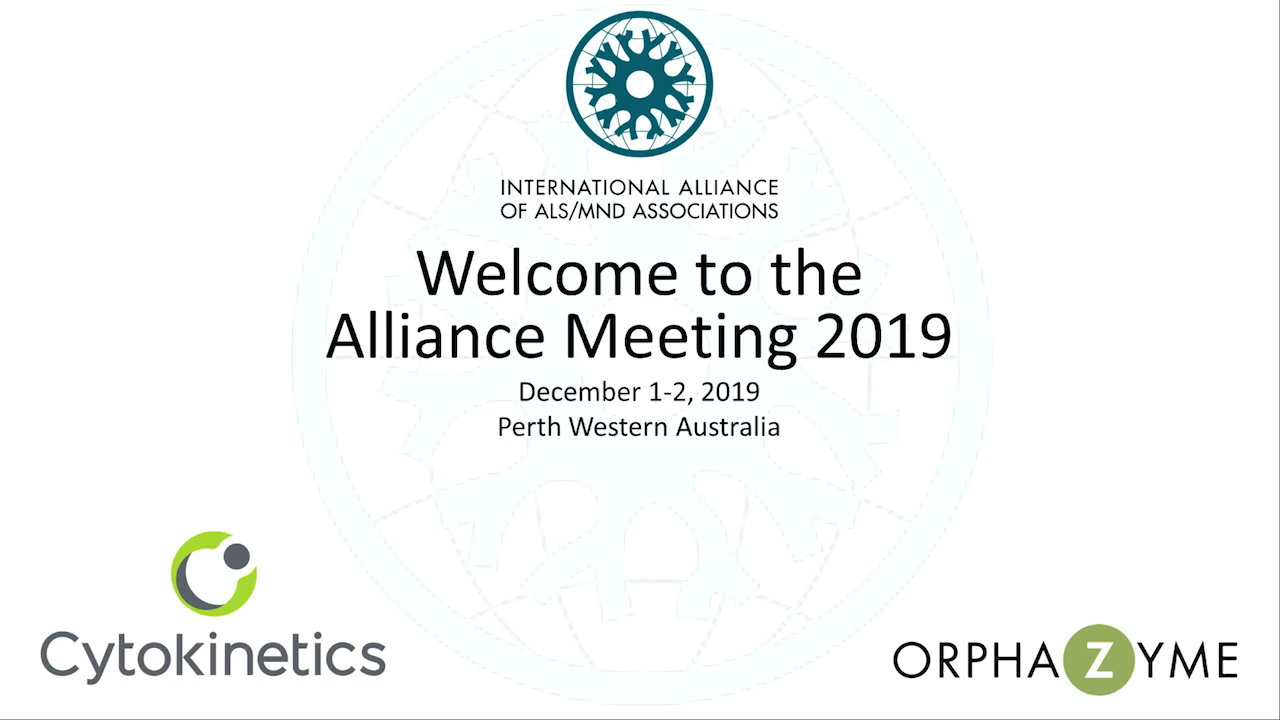 INTERNATIONAL ALLIANCE
OF ALS/MND ASSOCIATIONS
Welcome to the
Alliance Meeting 2019
December 1-2, 2019
Perth Western Australia
Cytokinetics
ORPHAZYME